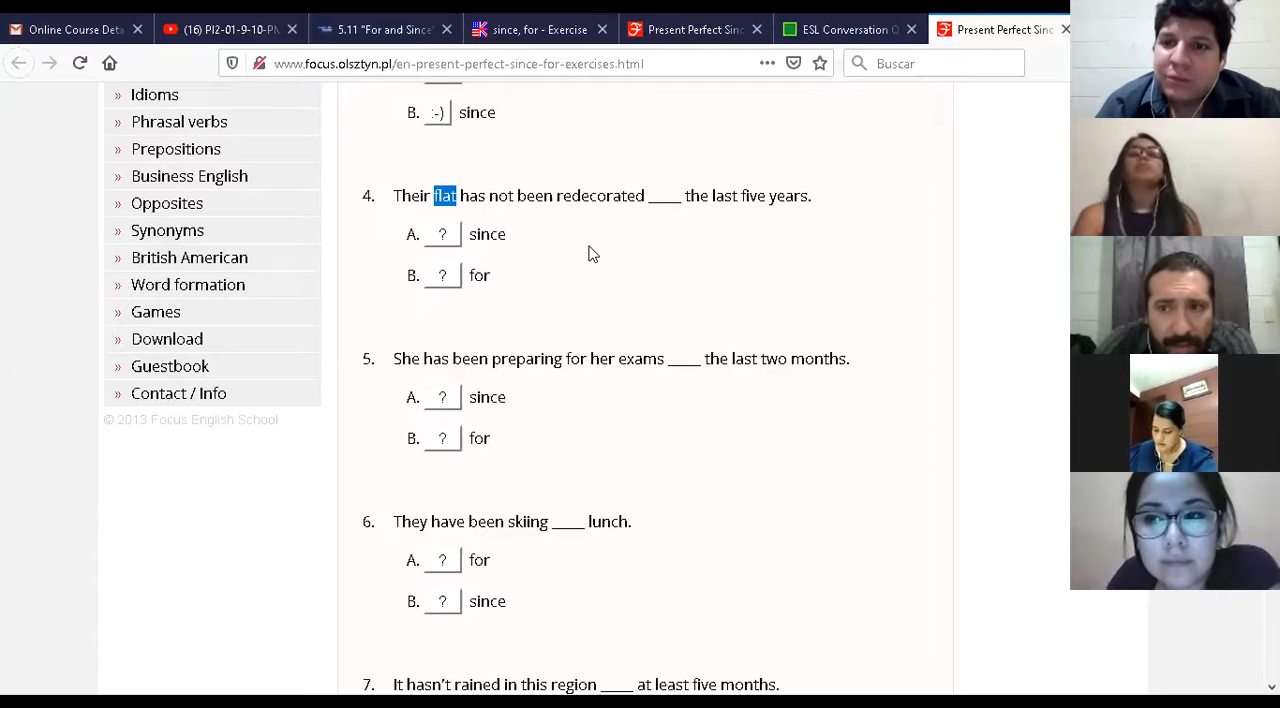 Online Course Deta
(16) PI2-01-8-10-PM
5.11 "For and Since"
since, for - Exercise
Present Perfect Sinc
ESL Conversation Q
Present Perfect Sinc
www.focus.olsztyn.pl/en-present-perfect-since-for-exercises.html
Buscar
» Idioms
» Phrasal verbs
» Prepositions
» Business English
» Opposites
» Synonyms
» British American
» Word formation
» Games
» Download
» Guestbook
» Contact / Info
© 2013 Focus English School
B. :-) since
4. Their flat has not been redecorated ____ the last five years.
A. ? since
B. ? for
5. She has been preparing for her exams ____ the last two months.
A. ? since
B. ? for
6. They have been skiing ____ lunch.
A. ? for
B. ? since
7. It hasn't rained in this region ____ at least five months.